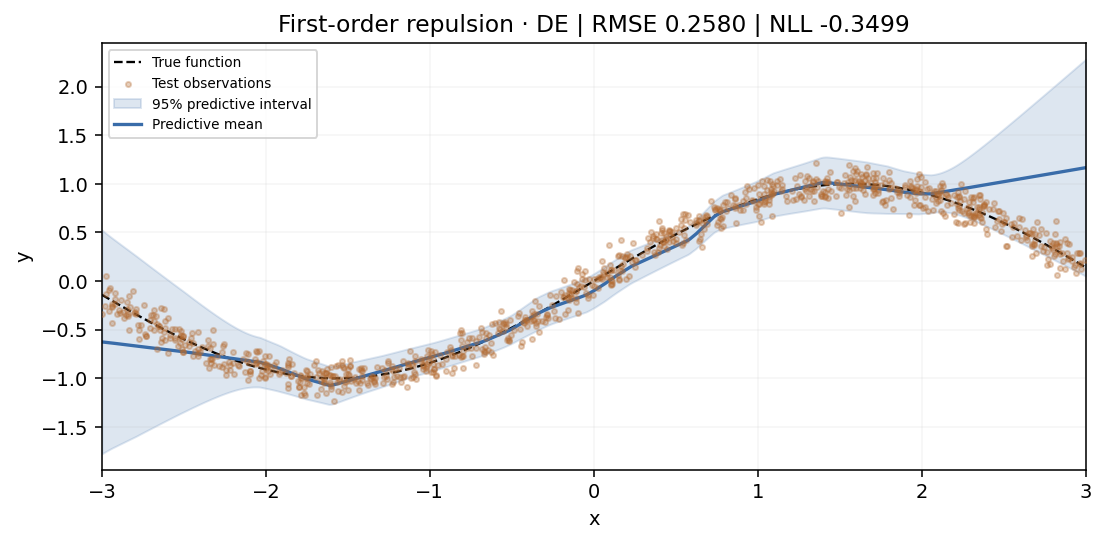 First-order repulsion · DE | RMSE 0.2580 | NLL -0.3499
True function
Test observations
95% predictive interval
Predictive mean
2.0
1.5
1.0
0.5
0.0
−0.5
−1.0
−1.5
y
−3
−2
−1
0
1
2
3
x